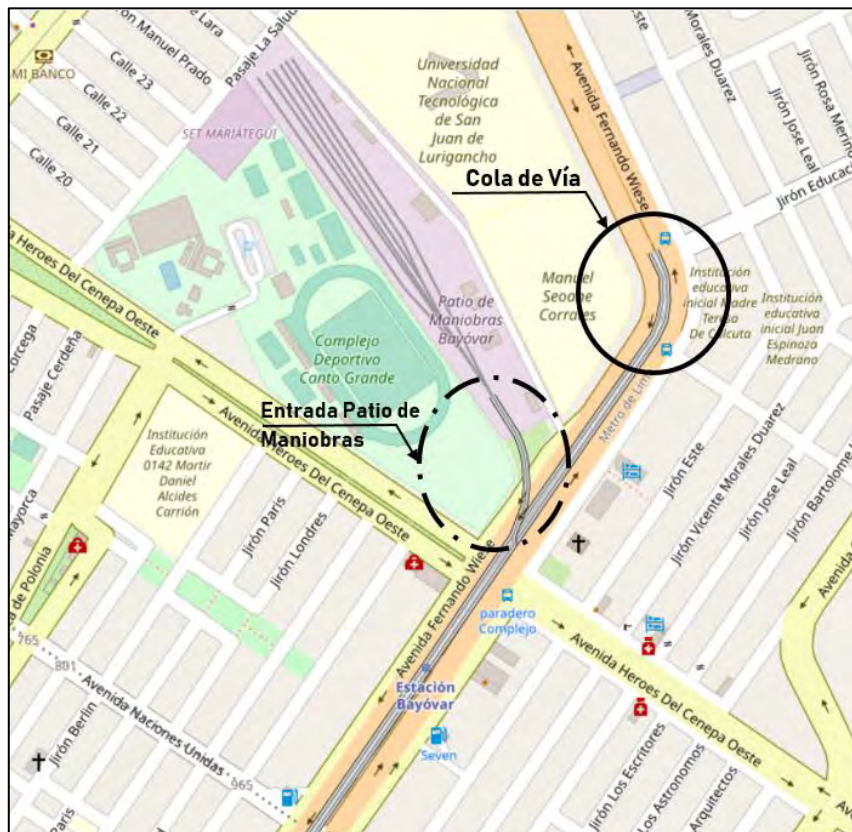 Lara
Jirón Manuel Prado
Pasaje La Salud
MI BANCO
Calle 23
Calle 22
Calle 21
Calle 20
SET MARIÁTEGUI
Universidad
Nacional
Tecnológica
de San
Juan de
Lurigancho
Avenida Fernando Wiese
Morales Duarez
Jirón Jose Leal
Jirón Rosa Merino
Jirón Educac
Cola de Vía
Manuel
Seoane
Corrales
Institución
educativa
inicial Madre
Teresa
De Calcuta
Institución
educativa
inicial Juan
Espinoza
Medrano
Patio de
Maniobras
Bayóvar
Complejo
Deportivo
Canto Grande
a Heroes Del Cenepa Oeste
Corcega
Pasaje Cerdeña
Entrada Patio de
Maniobras
Avenida Heroes Del Cenepa Oeste
Avenida Heroes Del Cenepa Oeste
Metro de Lim
Institución
Educativa
0142 Martir
Daniel
Alcides
Carrión
Jirón Paris
Jirón Londres
Mayorca
a de Polonia
Jirón Este
Jirón Vicente Morales Duarez
Jirón Jose Leal
Jirón Bartolome
Avenida Fernando Wiese
paradero
Complejo
Avenida Heroes Del Cenepa Oeste
Avenida
765
801
Avenida Naciones Unidas
965
Jirón Berlin
Estación
Bayóvar
Seven
Jirón Los Escritores
Los Astronomos
Arquitectos
Ave